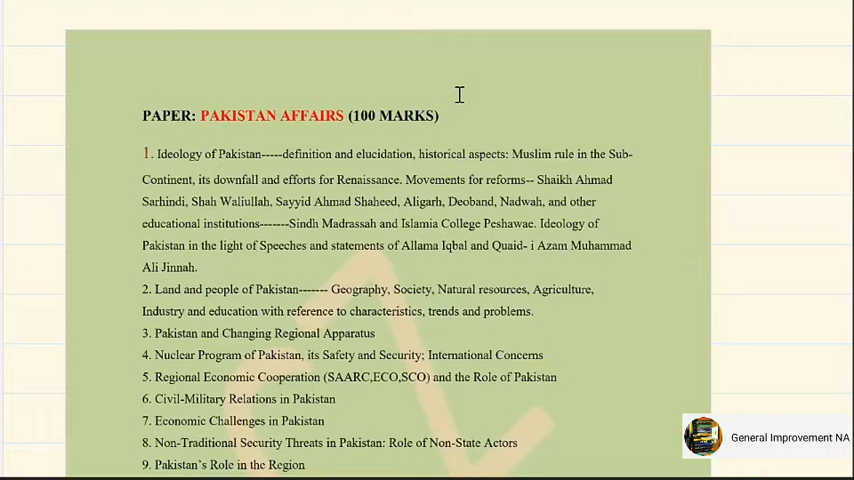 PAPER: PAKISTAN AFFAIRS (100 MARKS)
1. Ideology of Pakistan-----definition and elucidation, historical aspects: Muslim rule in the Sub-
Continent, its downfall and efforts for Renaissance. Movements for reforms-- Shaikh Ahmad
Sarhindi, Shah Waliullah, Sayyid Ahmad Shaheed, Aligarh, Deoband, Nadwah, and other
educational institutions-------Sindh Madrassah and Islamia College Peshawae. Ideology of
Pakistan in the light of Speeches and statements of Allama Iqbal and Quaid- i Azam Muhammad
Ali Jinnah.
2. Land and people of Pakistan------- Geography, Society, Natural resources, Agriculture,
Industry and education with reference to characteristics, trends and problems.
3. Pakistan and Changing Regional Apparatus
4. Nuclear Program of Pakistan, its Safety and Security; International Concerns
5. Regional Economic Cooperation (SAARC,ECO,SCO) and the Role of Pakistan
6. Civil-Military Relations in Pakistan
7. Economic Challenges in Pakistan
8. Non-Traditional Security Threats in Pakistan: Role of Non-State Actors
9. Pakistan's Role in the Region
General Improvement NA